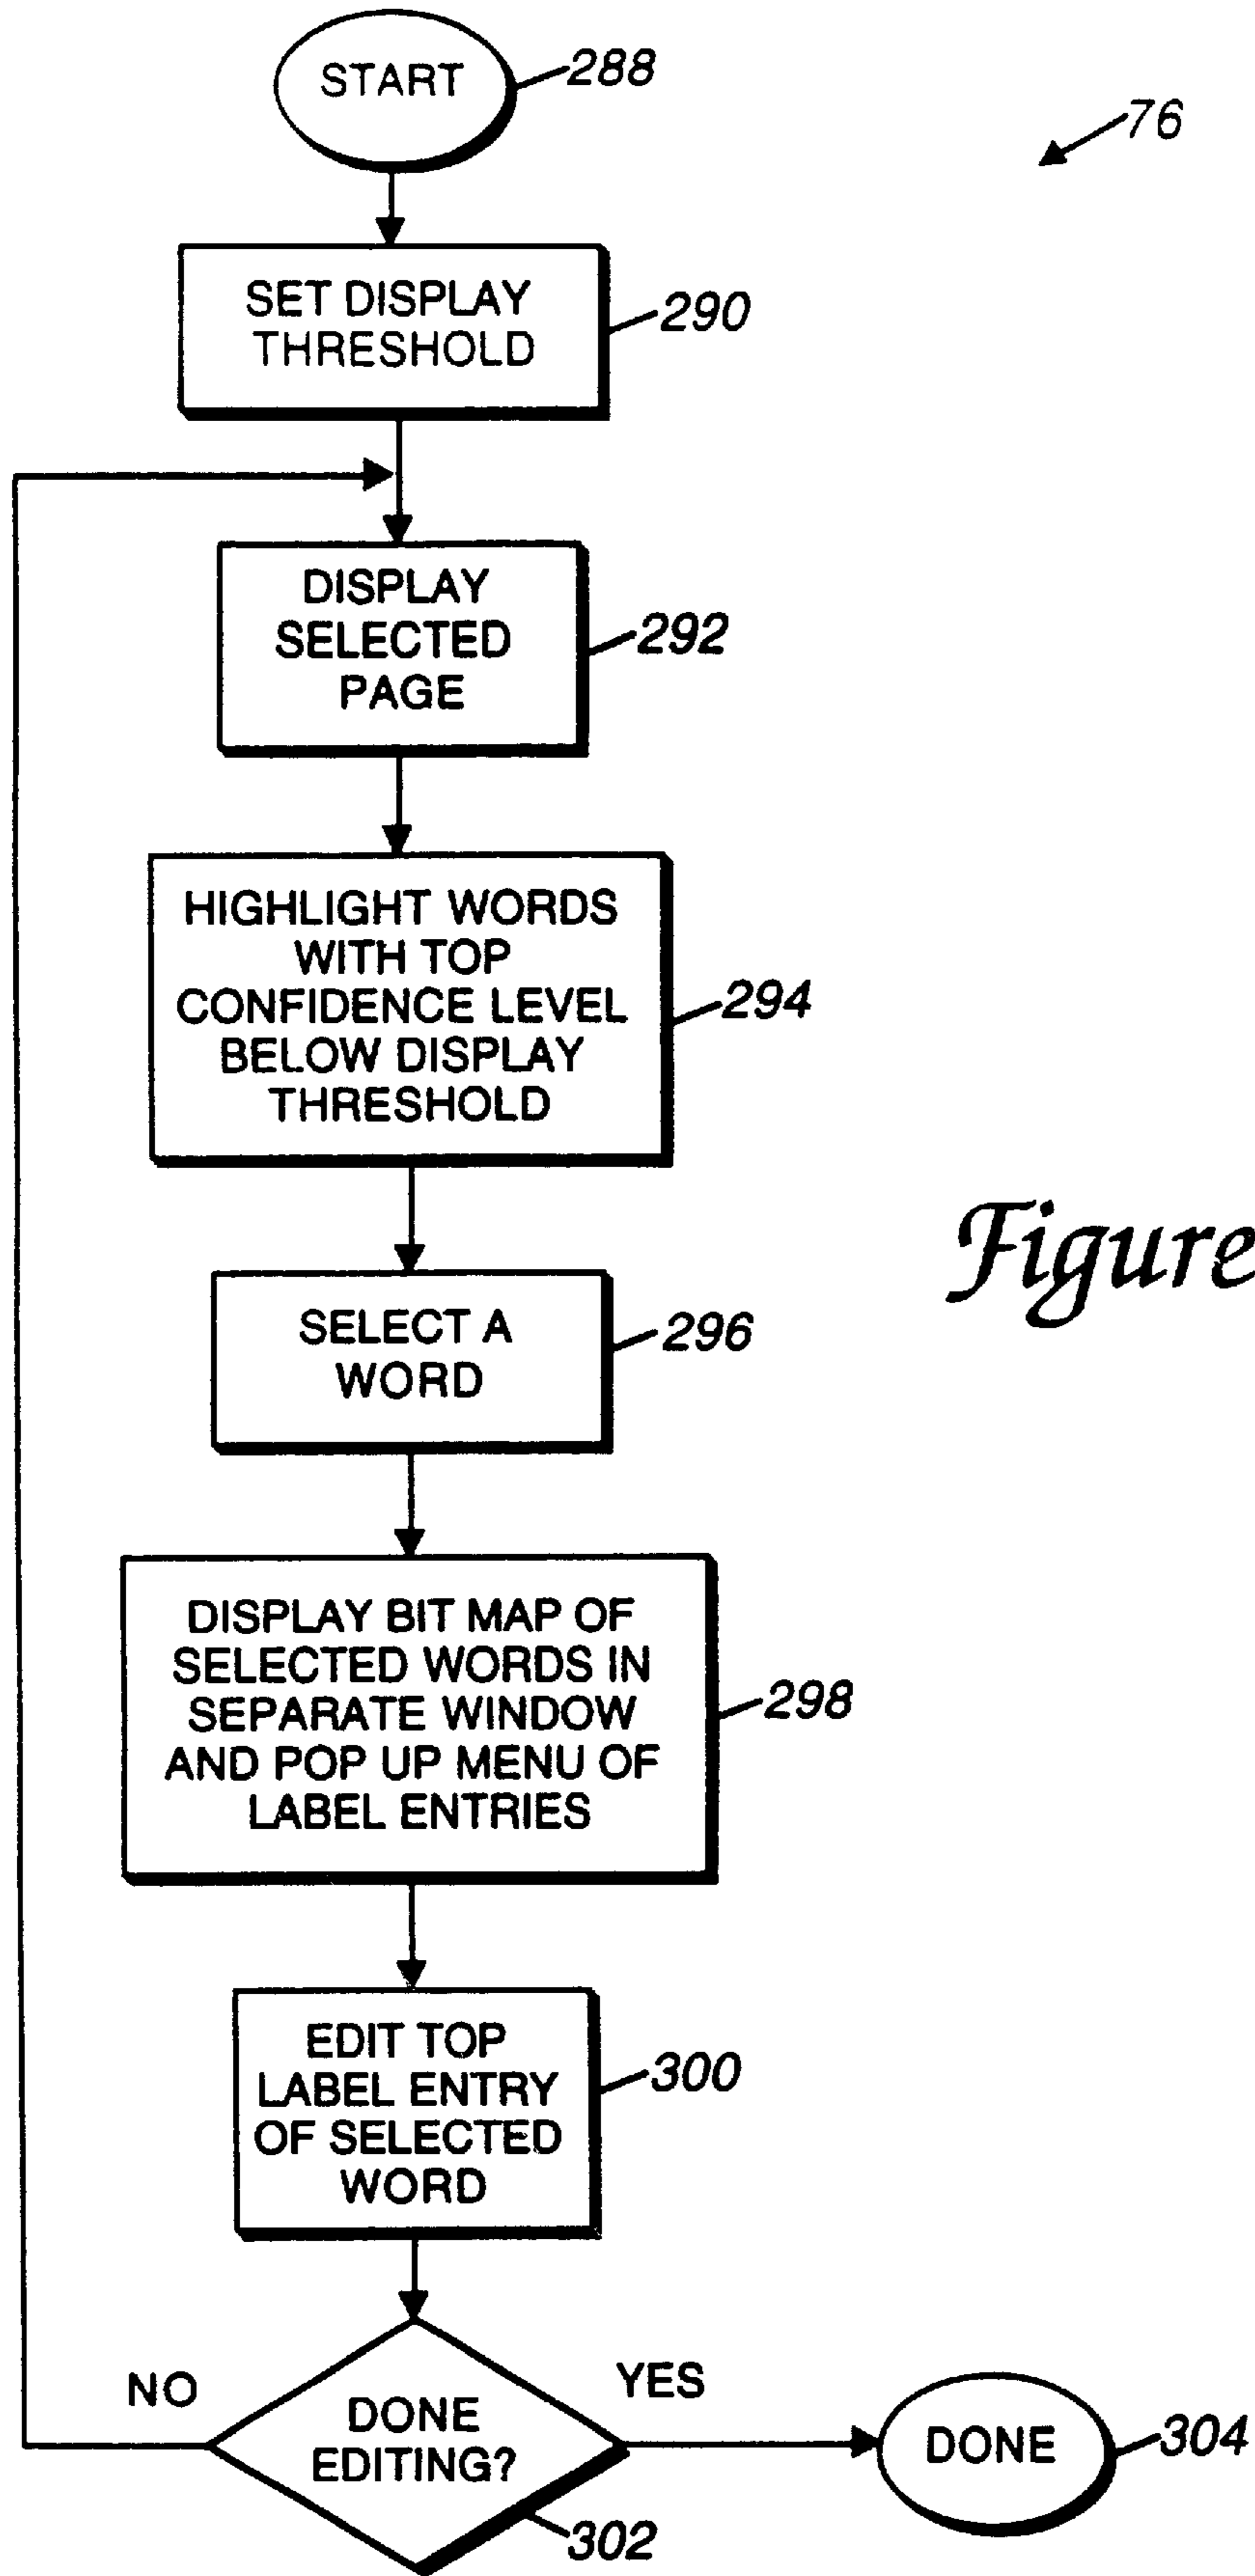 START
288
76
SET DISPLAY
THRESHOLD
290
DISPLAY
SELECTED
PAGE
292
HIGHLIGHT WORDS
WITH TOP
CONFIDENCE LEVEL
BELOW DISPLAY
THRESHOLD
294
Figure
SELECT A
WORD
296
DISPLAY BIT MAP OF
SELECTED WORDS IN
SEPARATE WINDOW
AND POP UP MENU OF
LABEL ENTRIES
298
EDIT TOP
LABEL ENTRY
OF SELECTED
WORD
300
NO
YES
DONE
EDITING?
302
DONE
304